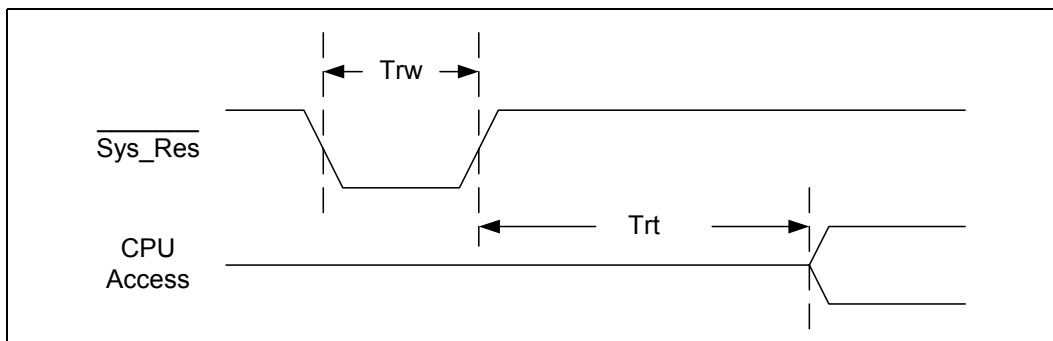 Trw
Sys_Res
Trt
CPU
Access